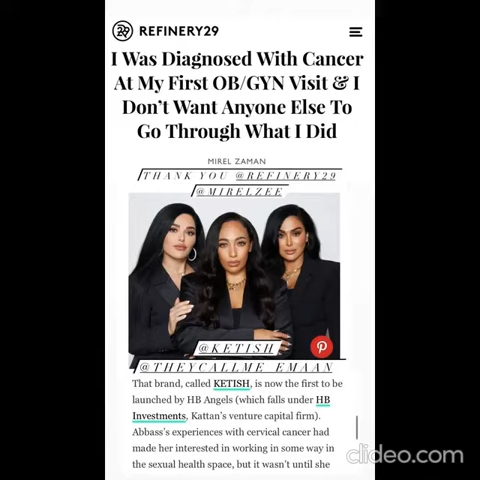 REFINERY29
I Was Diagnosed With Cancer
At My First OB/GYN Visit & I
Don't Want Anyone Else To
Go Through What I Did
MIREL ZAMAN
THANK YOU @REFINERY29
@MIRELZEE
@KETISH
@THEYCALLME_EMAAN
That brand, called KETISH, is now the first to be
launched by HB Angels (which falls under HB
Investments, Kattan's venture capital firm).
Abbass's experiences with cervical cancer had
made her interested in working in some way in
the sexual health space, but it wasn't until she
clideo.com